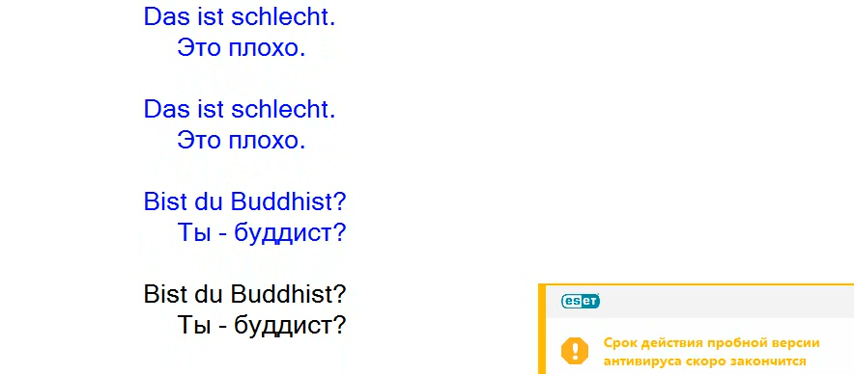 Das ist schlecht.
Это плохо.
Das ist schlecht.
Это плохо.
Bist du Buddhist?
Ты - буддист?
Bist du Buddhist?
Ты - буддист?
eset
Срок действия пробной версии
антивируса скоро закончится